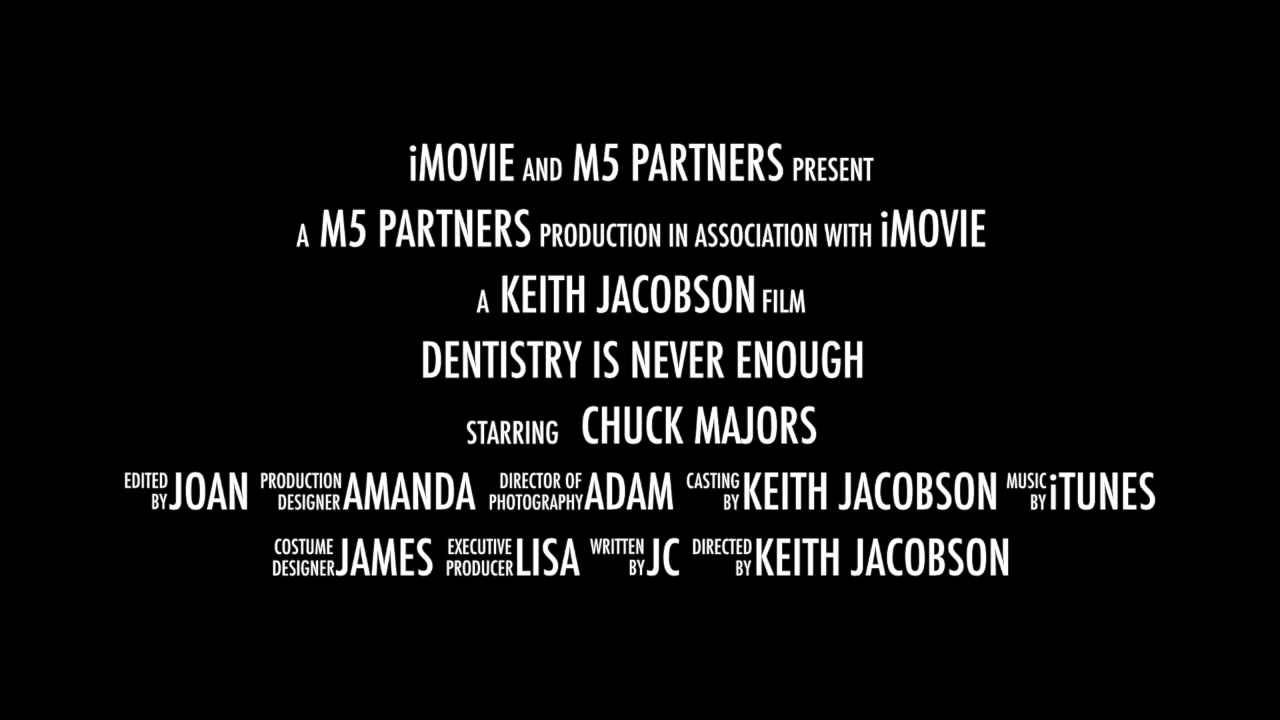 iMOVIE AND M5 PARTNERS PRESENT
A M5 PARTNERS PRODUCTION IN ASSOCIATION WITH iMOVIE
A KEITH JACOBSON FILM
DENTISTRY IS NEVER ENOUGH
STARRING CHUCK MAJORS
EDITED BY JOAN PRODUCTION DESIGNER AMANDA DIRECTOR OF PHOTOGRAPHY ADAM CASTING BY KEITH JACOBSON MUSIC BY iTUNES
COSTUME DESIGNER JAMES EXECUTIVE PRODUCER LISA WRITTEN BY JC DIRECTED BY KEITH JACOBSON